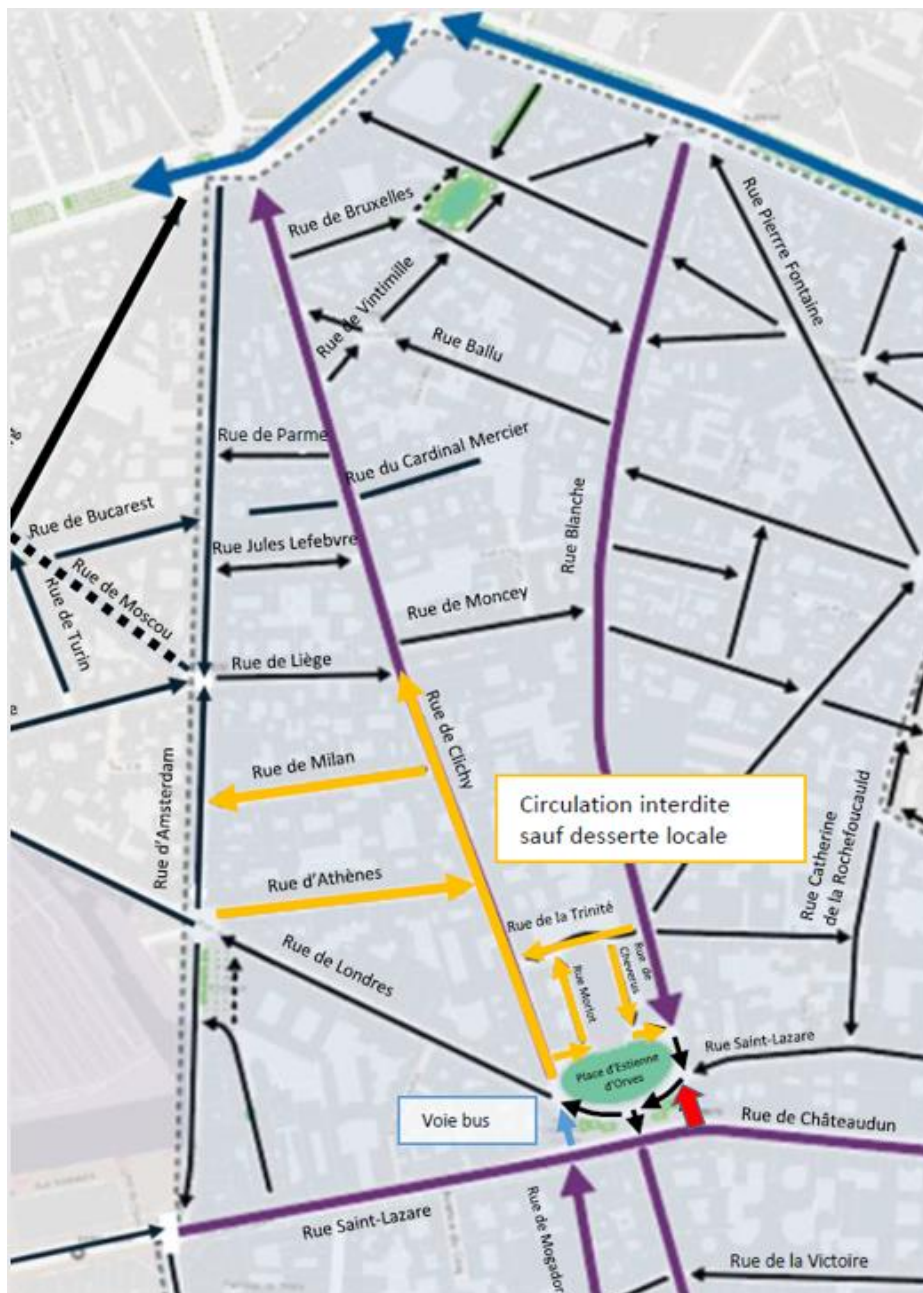 Rue de Bruxelles
Rue Pierrre Fontaine
Rue de Vintimille
Rue Ballu
Rue de Parme
Rue du Cardinal Mercier
Rue de Bucarest
Rue Blanche
Rue Jules Lefebvre
Rue de Moscou
Rue de Turin
Rue de Moncey
Rue de Liège
Rue de Clichy
Rue de Milan
Rue d'Amsterdam
Circulation interdite
sauf desserte locale
Rue Catherine
de la Rochefoucauld
Rue d'Athènes
Rue de la Trinité
Rue de
Cheverus
Rue de Londres
Rue Morlot
Rue Saint-Lazare
Place d'Estienne
d'Orves
Voie bus
Rue de Châteaudun
Rue Saint-Lazare
Rue de Mogador
Rue de la Victoire